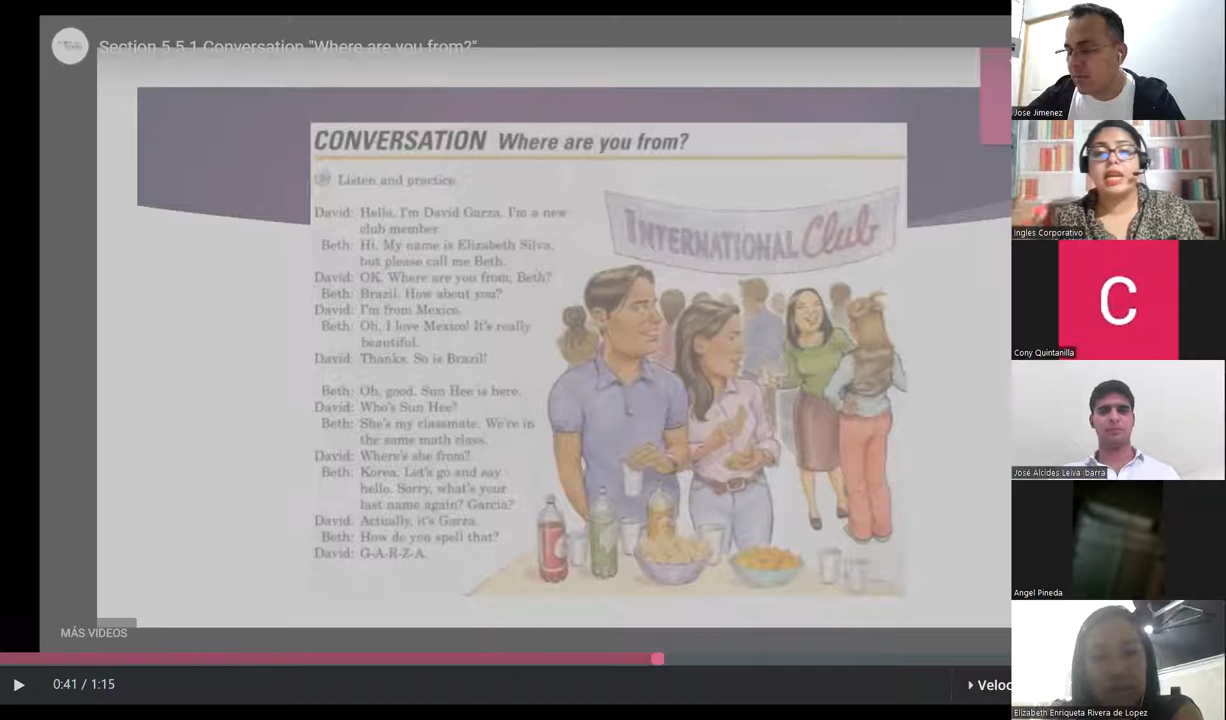 Section 5.5.1 Conversation "Where are you from?"
CONVERSATION Where are you from?
Listen and practice.
David: Hello, I'm David Garza. I'm a new
club member.
Beth: Hi. My name is Elizabeth Silva,
but please call me Beth.
David: OK. Where are you from, Beth?
Beth: Brazil. How about you?
David: I'm from Mexico.
Beth: Oh, I love Mexico! It's really
beautiful.
David: Thanks. So is Brazil!
Beth: Oh, good. Sun Hee is here.
David: Who's Sun Hee?
Beth: She's my classmate. We're in
the same math class.
David: Where's she from?
Beth: Korea. Let's go and say
hello. Sorry, what's your
last name again? Garcia?
David: Actually, it's Garza.
Beth: How do you spell that?
David: G-A-R-Z-A.
INTERNATIONAL Club
MÁS VIDEOS
0:41 / 1:15
Veloc
Jose Jimenez
Ingles Corporativo
C
Cony Quintanilla
José Alcides Leiva Ibarra
Angel Pineda
Elizabeth Enriqueta Rivera de Lopez